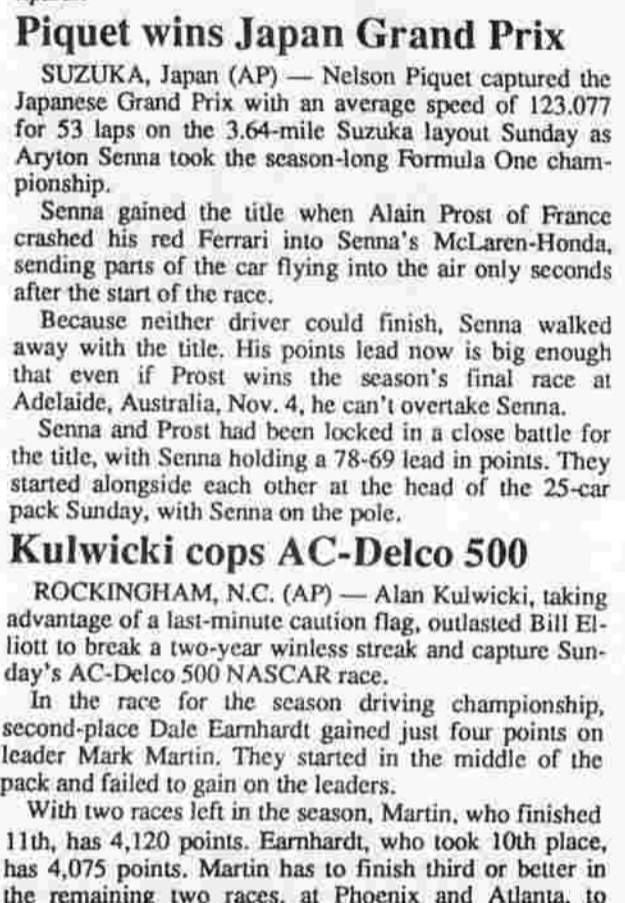 Piquet wins Japan Grand Prix
SUZUKA, Japan (AP) — Nelson Piquet captured the
Japanese Grand Prix with an average speed of 123.077
for 53 laps on the 3.64-mile Suzuka layout Sunday as
Aryton Senna took the season-long Formula One cham-
pionship.
Senna gained the title when Alain Prost of France
crashed his red Ferrari into Senna's McLaren-Honda,
sending parts of the car flying into the air only seconds
after the start of the race.
Because neither driver could finish, Senna walked
away with the title. His points lead now is big enough
that even if Prost wins the season's final race at
Adelaide, Australia, Nov. 4, he can't overtake Senna.
Senna and Prost had been locked in a close battle for
the title, with Senna holding a 78-69 lead in points. They
started alongside each other at the head of the 25-car
pack Sunday, with Senna on the pole.
Kulwicki cops AC-Delco 500
ROCKINGHAM, N.C. (AP) — Alan Kulwicki, taking
advantage of a last-minute caution flag, outlasted Bill El-
liott to break a two-year winless streak and capture Sun-
day's AC-Delco 500 NASCAR race.
In the race for the season driving championship,
second-place Dale Earnhardt gained just four points on
leader Mark Martin. They started in the middle of the
pack and failed to gain on the leaders.
With two races left in the season, Martin, who finished
11th, has 4,120 points. Earnhardt, who took 10th place,
has 4,075 points. Martin has to finish third or better in
the remaining two races, at Phoenix and Atlanta, to